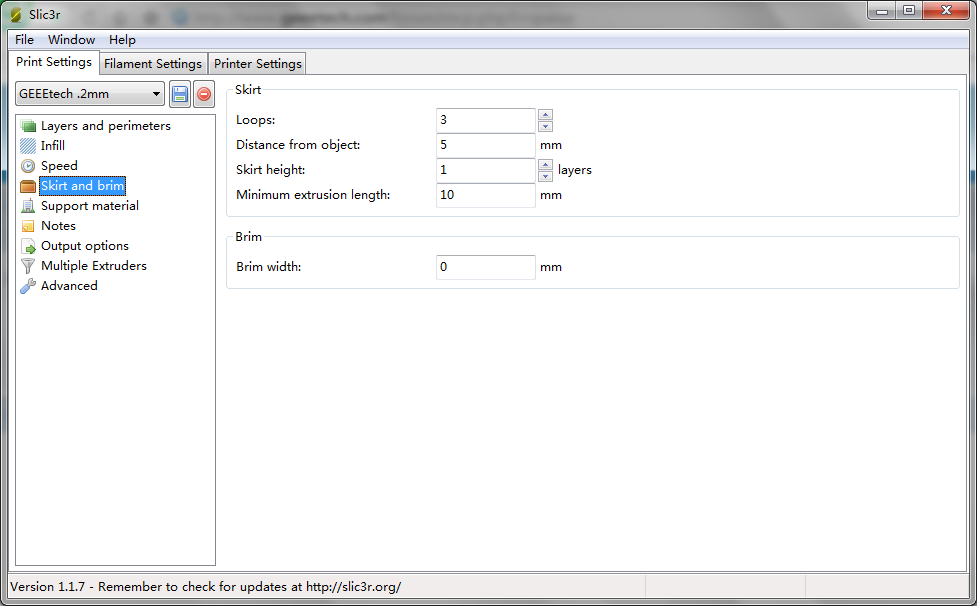 Slic3r
File Window Help
Print Settings Filament Settings Printer Settings
GEEEtech .2mm
Layers and perimeters
Infill
Speed
Skirt and brim
Support material
Notes
Output options
Multiple Extruders
Advanced
Skirt
Loops: 3
Distance from object: 5 mm
Skirt height: 1 layers
Minimum extrusion length: 10 mm
Brim
Brim width: 0 mm
Version 1.1.7 - Remember to check for updates at http://slic3r.org/